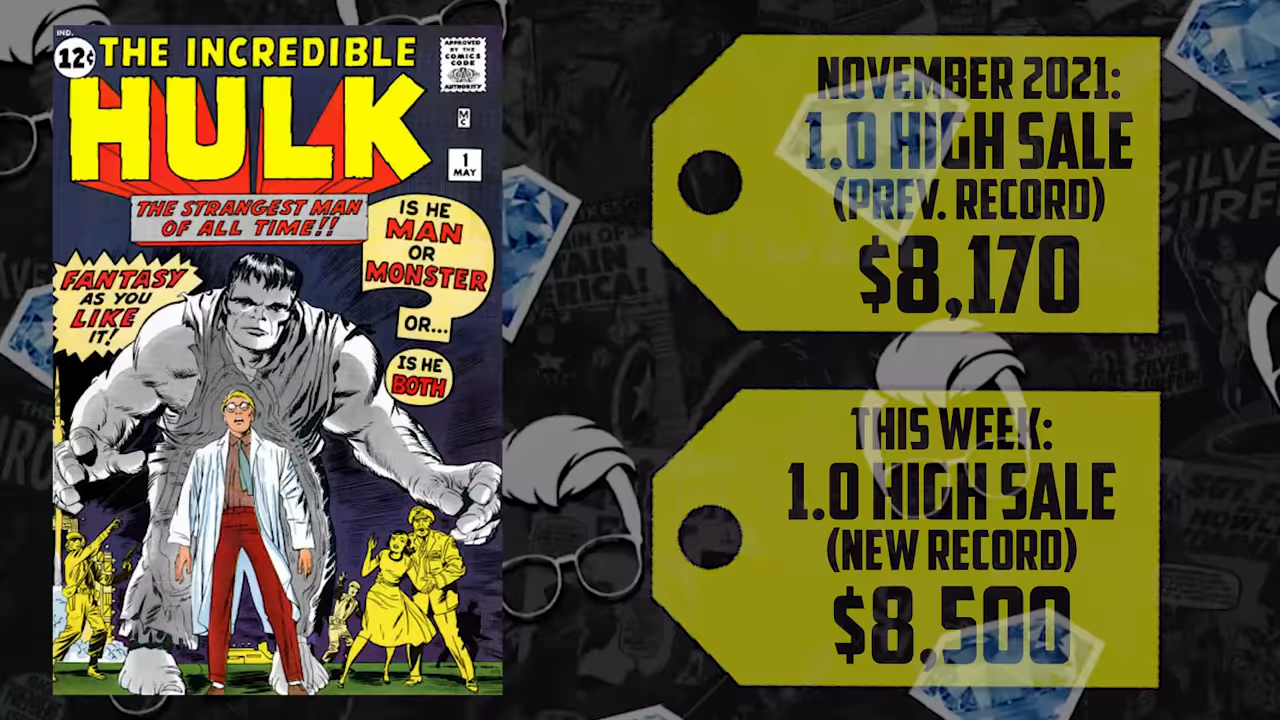 IND.
12¢
THE INCREDIBLE
HULK
APPROVED
BY THE
COMICS
CODE
AUTHORITY
M
C
1
MAY
THE STRANGEST MAN
OF ALL TIME!!
IS HE
MAN
OR
MONSTER
OR...
IS HE
BOTH
FANTASY
AS YOU
LIKE
IT!
NOVEMBER 2021:
1.0 HIGH SALE
(PREV. RECORD)
$8,170
THIS WEEK:
1.0 HIGH SALE
(NEW RECORD)
$8,500
SILVER